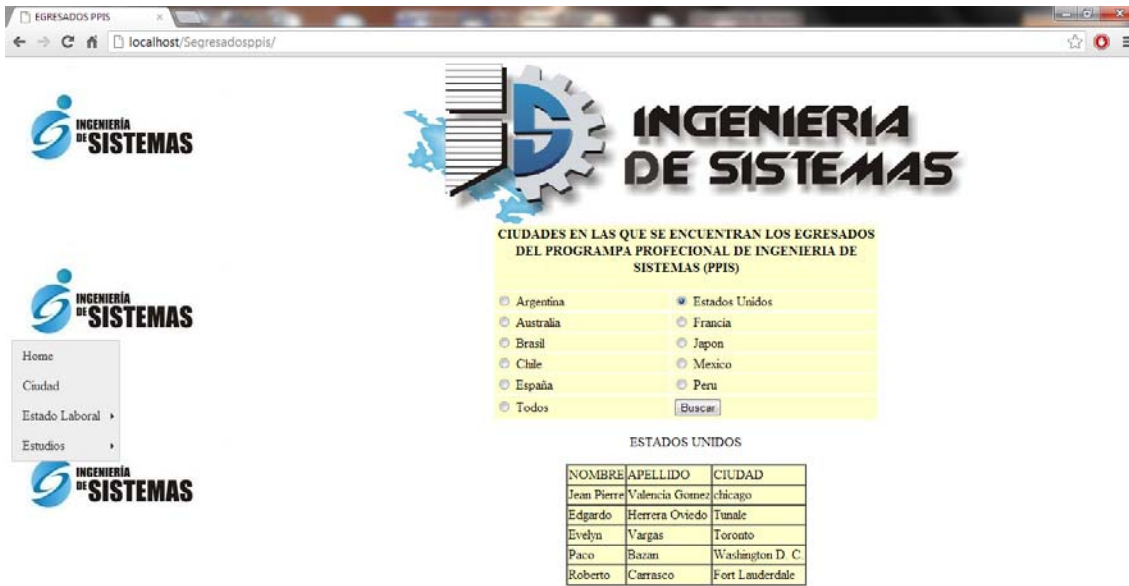 EGRESADOS PPIS
localhost/Segresadosppis/
INGENIERÍA
DE SISTEMAS
INGENIERIA
DE SISTEMAS
CIUDADES EN LAS QUE SE ENCUENTRAN LOS EGRESADOS
DEL PROGRAMPA PROFECIONAL DE INGENIERIA DE
SISTEMAS (PPIS)
Argentina Estados Unidos
Australia Francia
Brasil Japon
Chile Mexico
España Peru
Todos Buscar
INGENIERÍA
DE SISTEMAS
Home
Ciudad
Estado Laboral
Estudios
INGENIERÍA
DE SISTEMAS
ESTADOS UNIDOS
NOMBRE APELLIDO CIUDAD
Jean Pierre Valencia Gomez chicago
Edgardo Herrera Oviedo Tunale
Evelyn Vargas Toronto
Paco Bazan Washington D. C.
Roberto Carrasco Fort Lauderdale